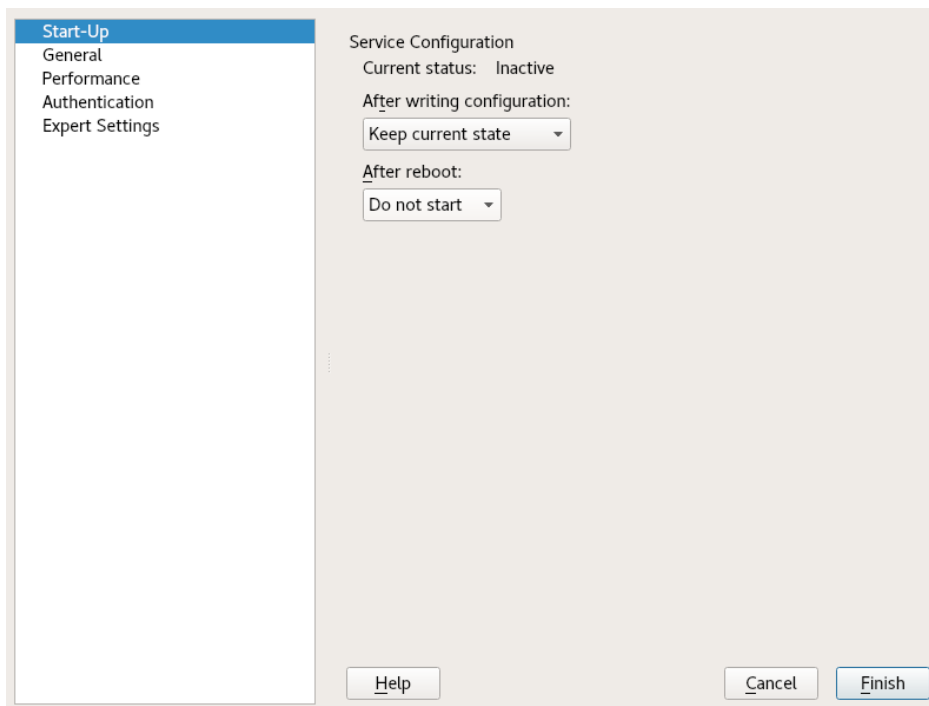 Start-Up
General
Performance
Authentication
Expert Settings
Service Configuration
Current status: Inactive
After writing configuration:
Keep current state
After reboot:
Do not start
Help
Cancel
Finish